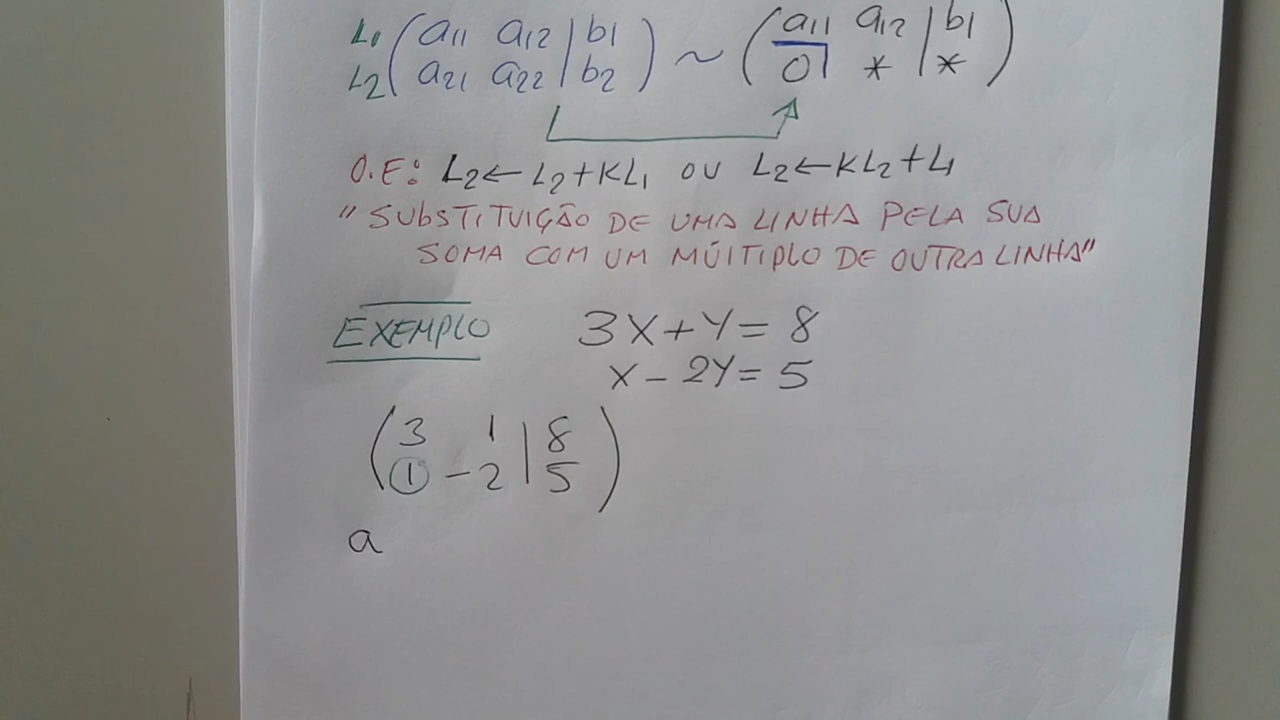 L₁ ( a₁₁ a₁₂ | b₁ ) ~ ( a₁₁ a₁₂ | b₁ )
L₂ ( a₂₁ a₂₂ | b₂ ) ( 0 * | * )
O.E: L₂ ← L₂ + KL₁ OU L₂ ← KL₂ + L₁
"SUBSTITUIÇÃO DE UMA LINHA PELA SUA
SOMA COM UM MÚLTIPLO DE OUTRA LINHA"
EXEMPLO 3X + Y = 8
X - 2Y = 5
( 3 1 | 8 )
( 1 -2 | 5 )
a